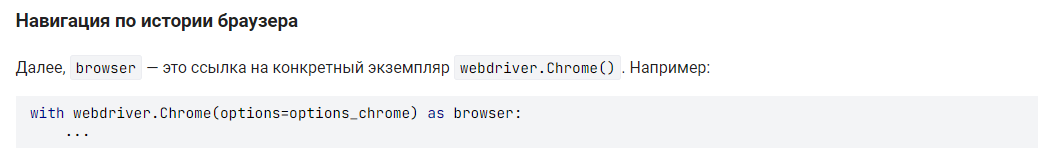 Навигация по истории браузера
Далее, browser — это ссылка на конкретный экземпляр webdriver.Chrome(). Например:
with webdriver.Chrome(options=options_chrome) as browser:
    ...